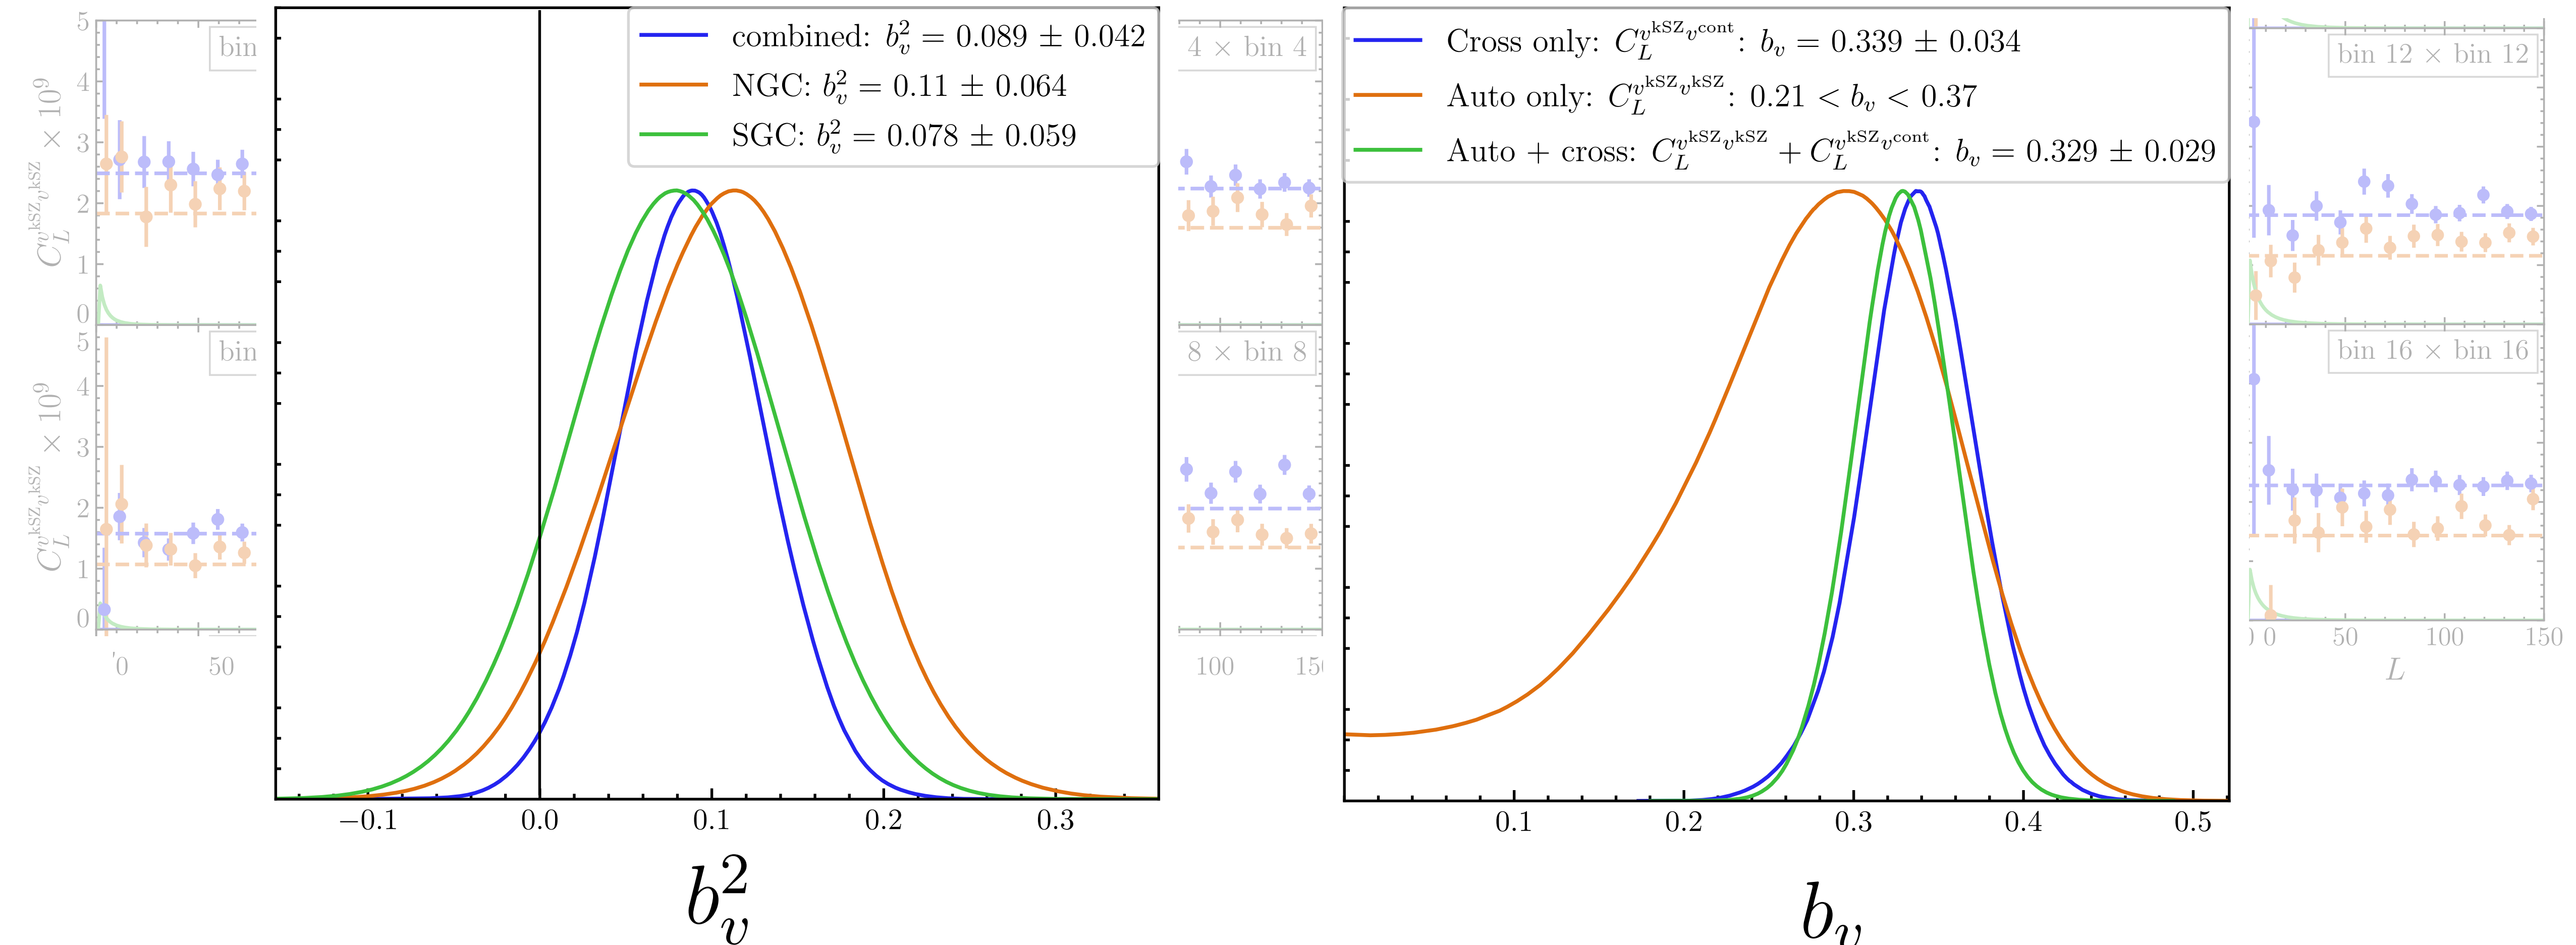 5
4
3
2
1
0
5
4
3
2
1
0
C_L^{v^{kSZ}v^{kSZ}} × 10^9
C_L^{v^{kSZ}v^{kSZ}} × 10^9
bin
bin
0
50
combined: b_v^2 = 0.089 ± 0.042
NGC: b_v^2 = 0.11 ± 0.064
SGC: b_v^2 = 0.078 ± 0.059
−0.1
0.0
0.1
0.2
0.3
b_v^2
4 × bin 4
8 × bin 8
100
Cross only: C_L^{v^{kSZ}v^{cont}}: b_v = 0.339 ± 0.034
Auto only: C_L^{v^{kSZ}v^{kSZ}}: 0.21 < b_v < 0.37
Auto + cross: C_L^{v^{kSZ}v^{kSZ}} + C_L^{v^{kSZ}v^{cont}}: b_v = 0.329 ± 0.029
0.1
0.2
0.3
0.4
0.5
b_v
bin 12 × bin 12
bin 16 × bin 16
0
50
100
150
L